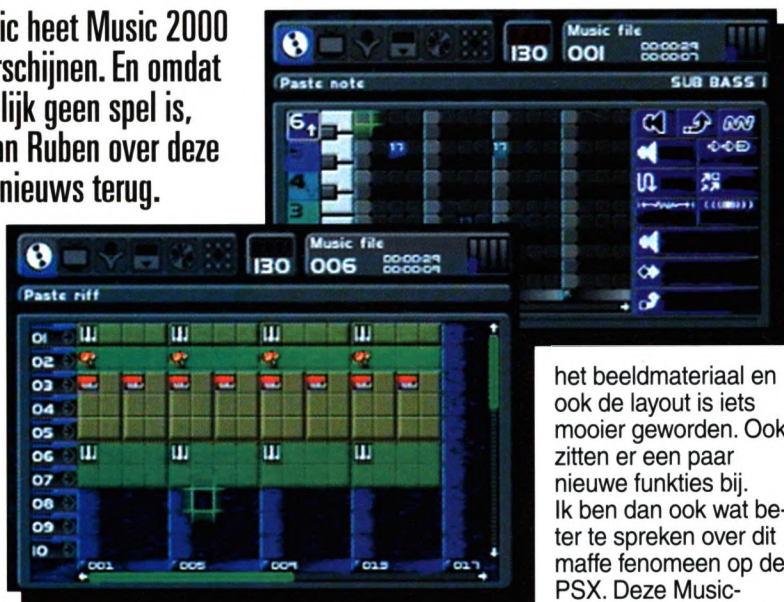 ic heet Music 2000
rschijnen. En omdat
lijk geen spel is,
an Ruben over deze
nieuws terug.
130
Music file
001
00:00:29
00:00:07
Paste note
SUB BASS 1
6
5
4
3
17
17
130
Music file
006
00:00:29
00:00:09
Paste riff
01
02
03
04
05
06
07
08
09
10
001
005
009
013
017
het beeldmateriaal en
ook de layout is iets
mooier geworden. Ook
zitten er een paar
nieuwe funkties bij.
Ik ben dan ook wat be-
ter te spreken over dit
maffe fenomeen op de
PSX. Deze Music-